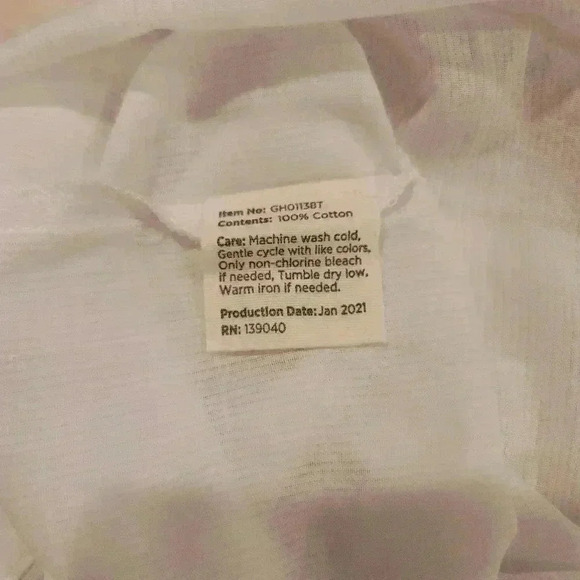 Item No: GH01138T
Contents: 100% Cotton
Care: Machine wash cold,
Gentle cycle with like colors,
Only non-chlorine bleach
if needed, Tumble dry low,
Warm iron if needed.
Production Date: Jan 2021
RN: 139040